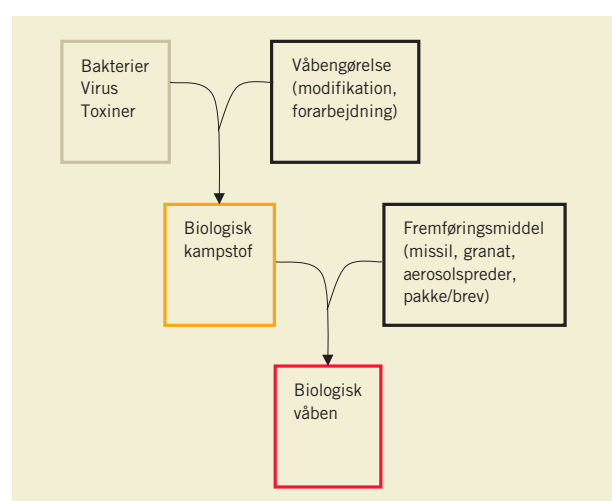 Bakterier
Virus
Toxiner
Våbengørelse
(modifikation,
forarbejdning)
Biologisk
kampstof
Fremføringsmiddel
(missil, granat,
aerosolspreder,
pakke/brev)
Biologisk
våben